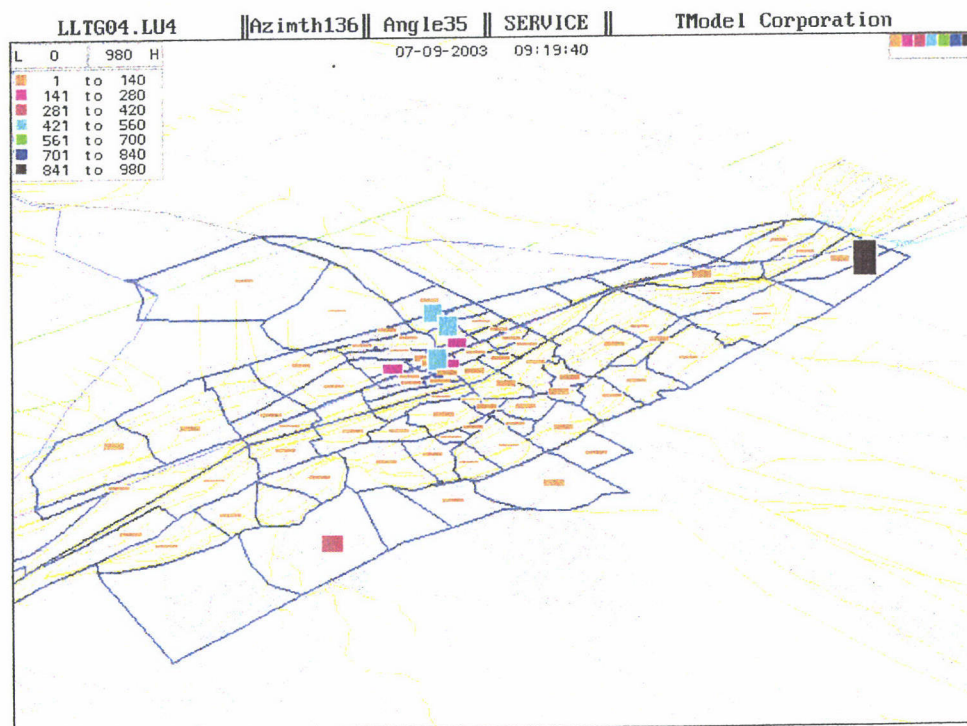 LLTG04.LU4 ||Azimth136|| Angle35 || SERVICE || TModel Corporation
L 0 980 H 07-09-2003 09:19:40
1 to 140
141 to 280
281 to 420
421 to 560
561 to 700
701 to 840
841 to 980